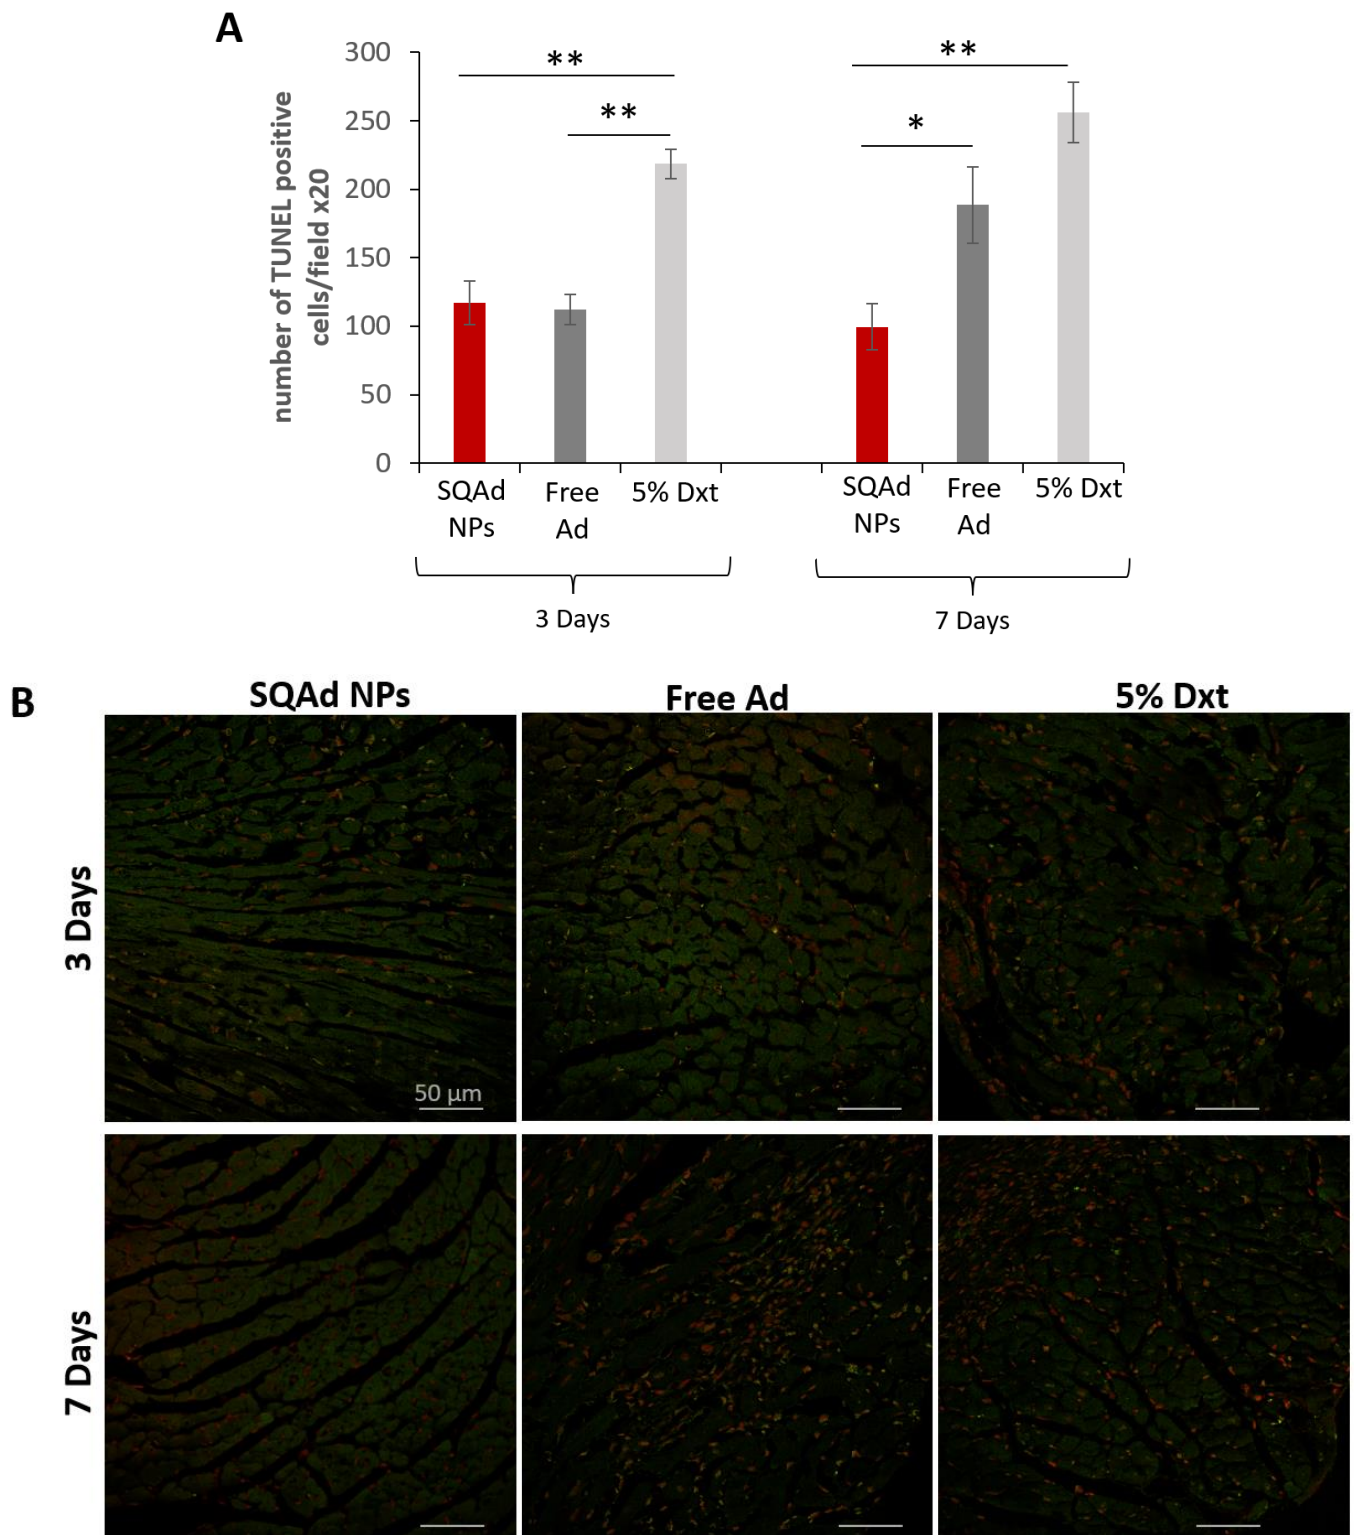 A
300
250
200
150
100
50
0
number of TUNEL positive
cells/field x20
**
**
**
*
SQAd
NPs
Free
Ad
5% Dxt
SQAd
NPs
Free
Ad
5% Dxt
3 Days
7 Days
B
SQAd NPs
Free Ad
5% Dxt
3 Days
50 µm
7 Days